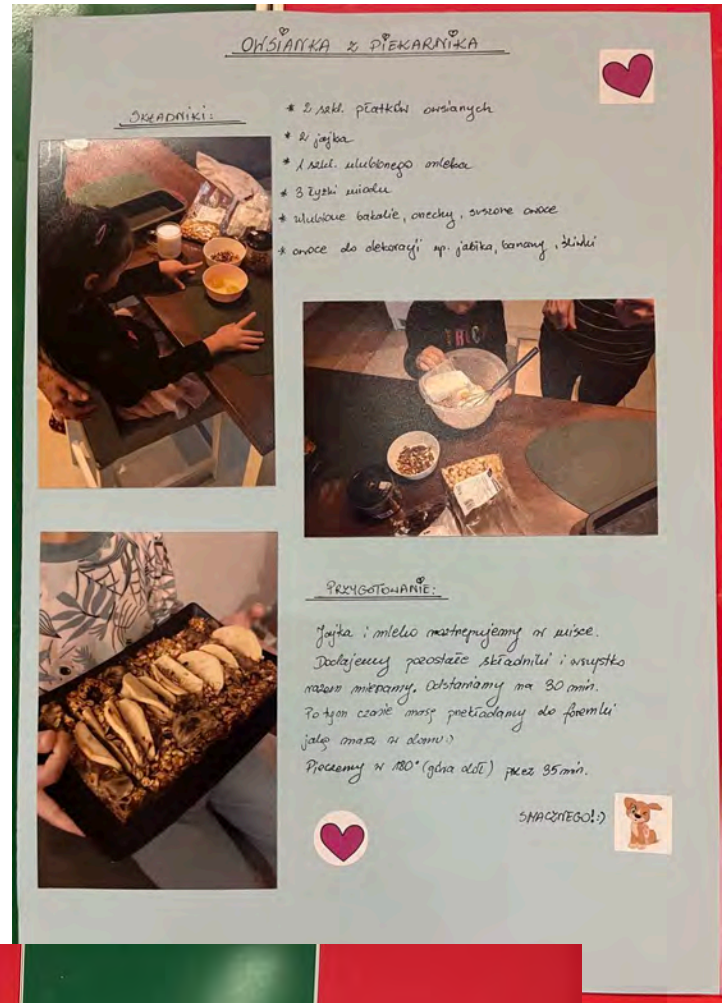 OWSIANKA Z PIEKARNIKA
SKŁADNIKI:
* 2 szkl. płatków owsianych
* 2 jajka
* 1 szkl. ulubionego mleka
* 3 łyżki miodu
* ulubione bakalie, orzechy, suszone owoce
* owoce do dekoracji np. jabłka, banany, śliwki
PRZYGOTOWANIE:
Jajka i mleko roztrzepujemy w misce.
Dodajemy pozostałe składniki i wszystko
razem mieszamy. Odstawiamy na 30 min.
Po tym czasie masę przekładamy do foremki
jaką masz w domu:)
Pieczemy w 180° (góra dół) przez 35 min.
SMACZNEGO!:)